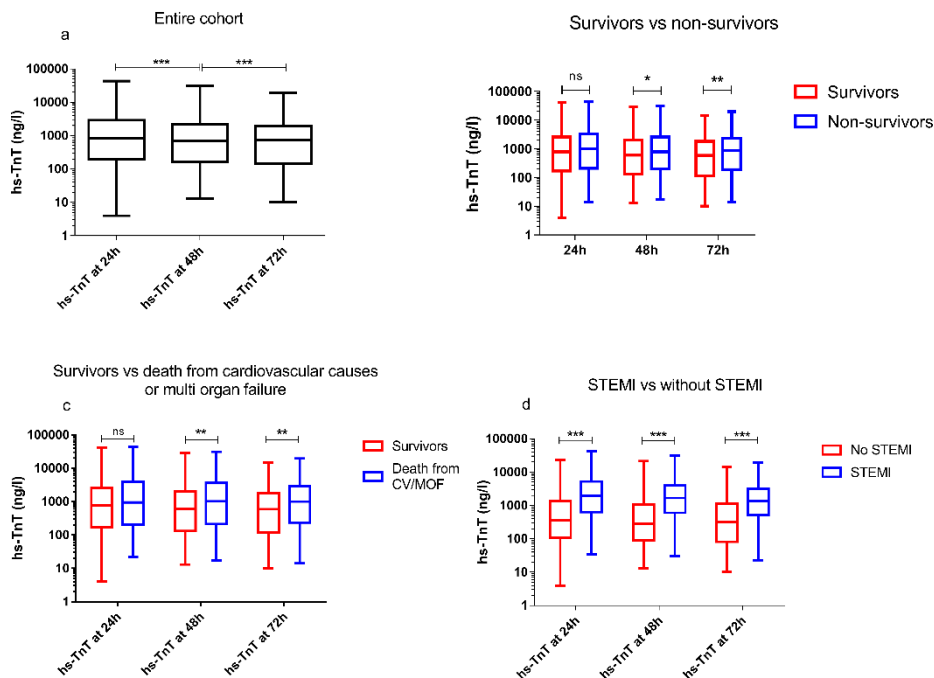 Entire cohort
a
***
***
hs-TnT (ng/l)
100000
10000
1000
100
10
1
hs-TnT at 24h
hs-TnT at 48h
hs-TnT at 72h
Survivors vs non-survivors
ns
*
**
hs-TnT (ng/l)
100000
10000
1000
100
10
1
24h
48h
72h
Survivors
Non-survivors
Survivors vs death from cardiovascular causes
or multi organ failure
c
ns
**
**
hs-TnT (ng/l)
100000
10000
1000
100
10
1
hs-TnT at 24h
hs-TnT at 48h
hs-TnT at 72h
Survivors
Death from
CV/MOF
STEMI vs without STEMI
d
***
***
***
hs-TnT (ng/l)
100000
10000
1000
100
10
1
hs-TnT at 24h
hs-TnT at 48h
hs-TnT at 72h
No STEMI
STEMI